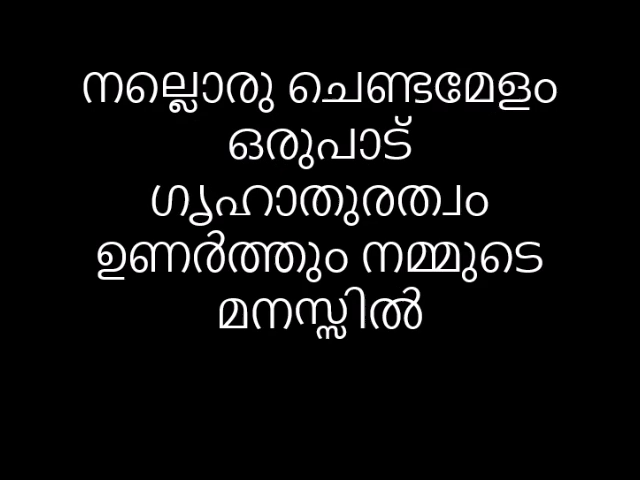 നല്ലൊരു ചെണ്ടമേളം
ഒരുപാട്
ഗൃഹാതുരത്വം
ഉണർത്തും നമ്മുടെ
മനസ്സിൽ